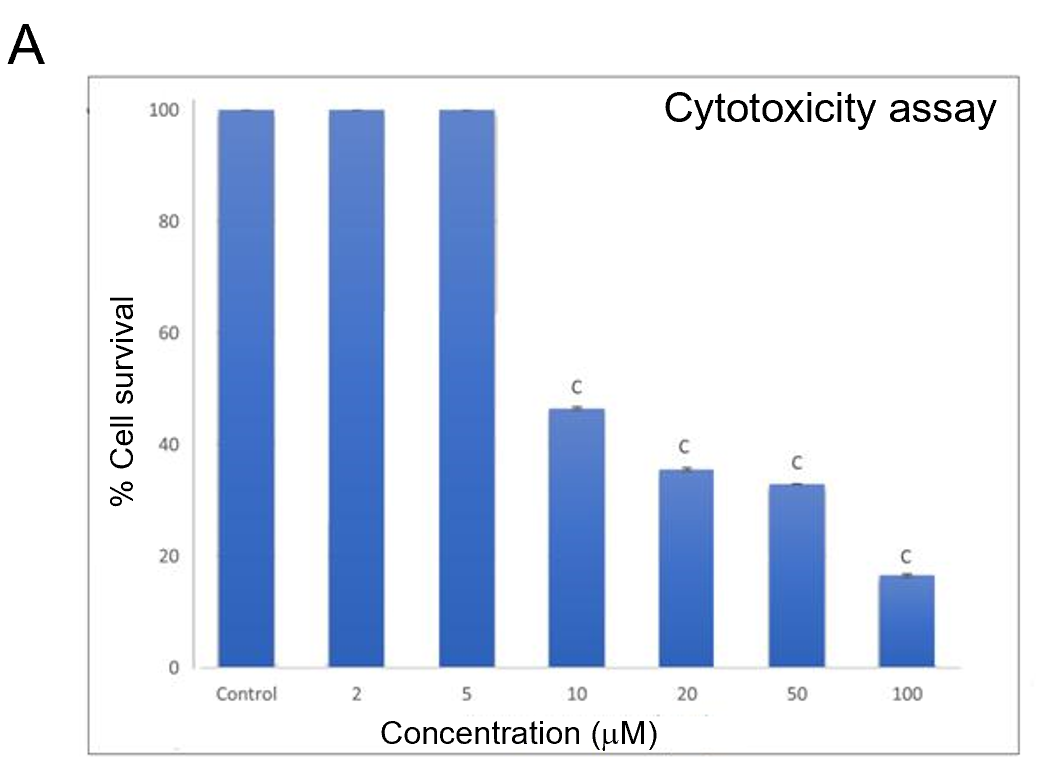 A
Cytotoxicity assay
% Cell survival
100
80
60
40
20
0
C
C
C
C
Control 2 5 10 20 50 100
Concentration (μM)